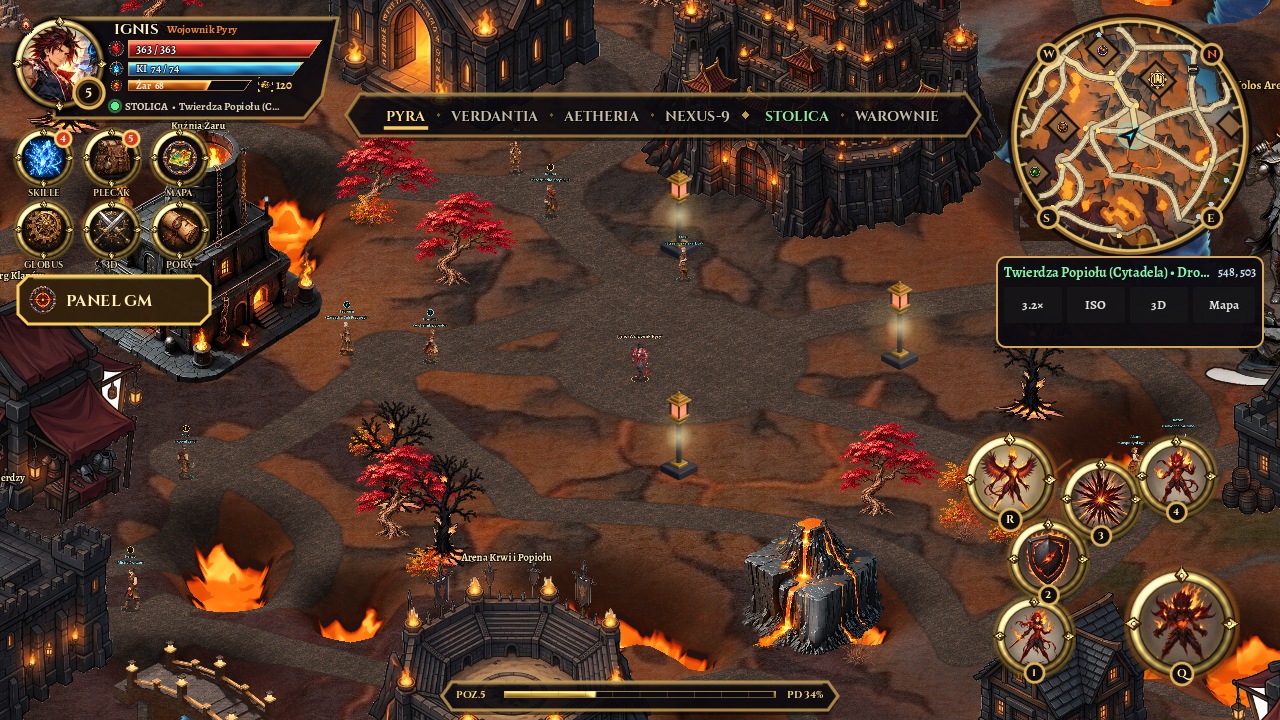 IGNIS Wojownik Pyry
363 / 363
KI 74 / 74
Żar 68
120
5
STOLICA • Twierdza Popiołu (C...
PYRA • VERDANTIA • AETHERIA • NEXUS-9 ◆ STOLICA • WAROWNIE
W
N
S
E
Kuźnia Żaru
4
5
SKILLE
PLECAK
MAPA
GLOBUS
3D
PORA
PANEL GM
Twierdza Popiołu (Cytadela) • Dro... 548,503
3.2×
ISO
3D
Mapa
erdzy
Arena Krwi i Popiołu
R
3
4
2
1
Q
POZ.5
PD 34%